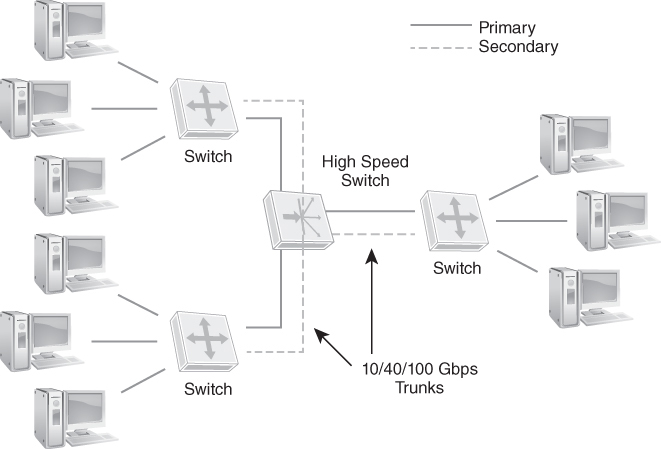 Primary
Secondary
Switch
High Speed
Switch
Switch
Switch
10/40/100 Gbps
Trunks